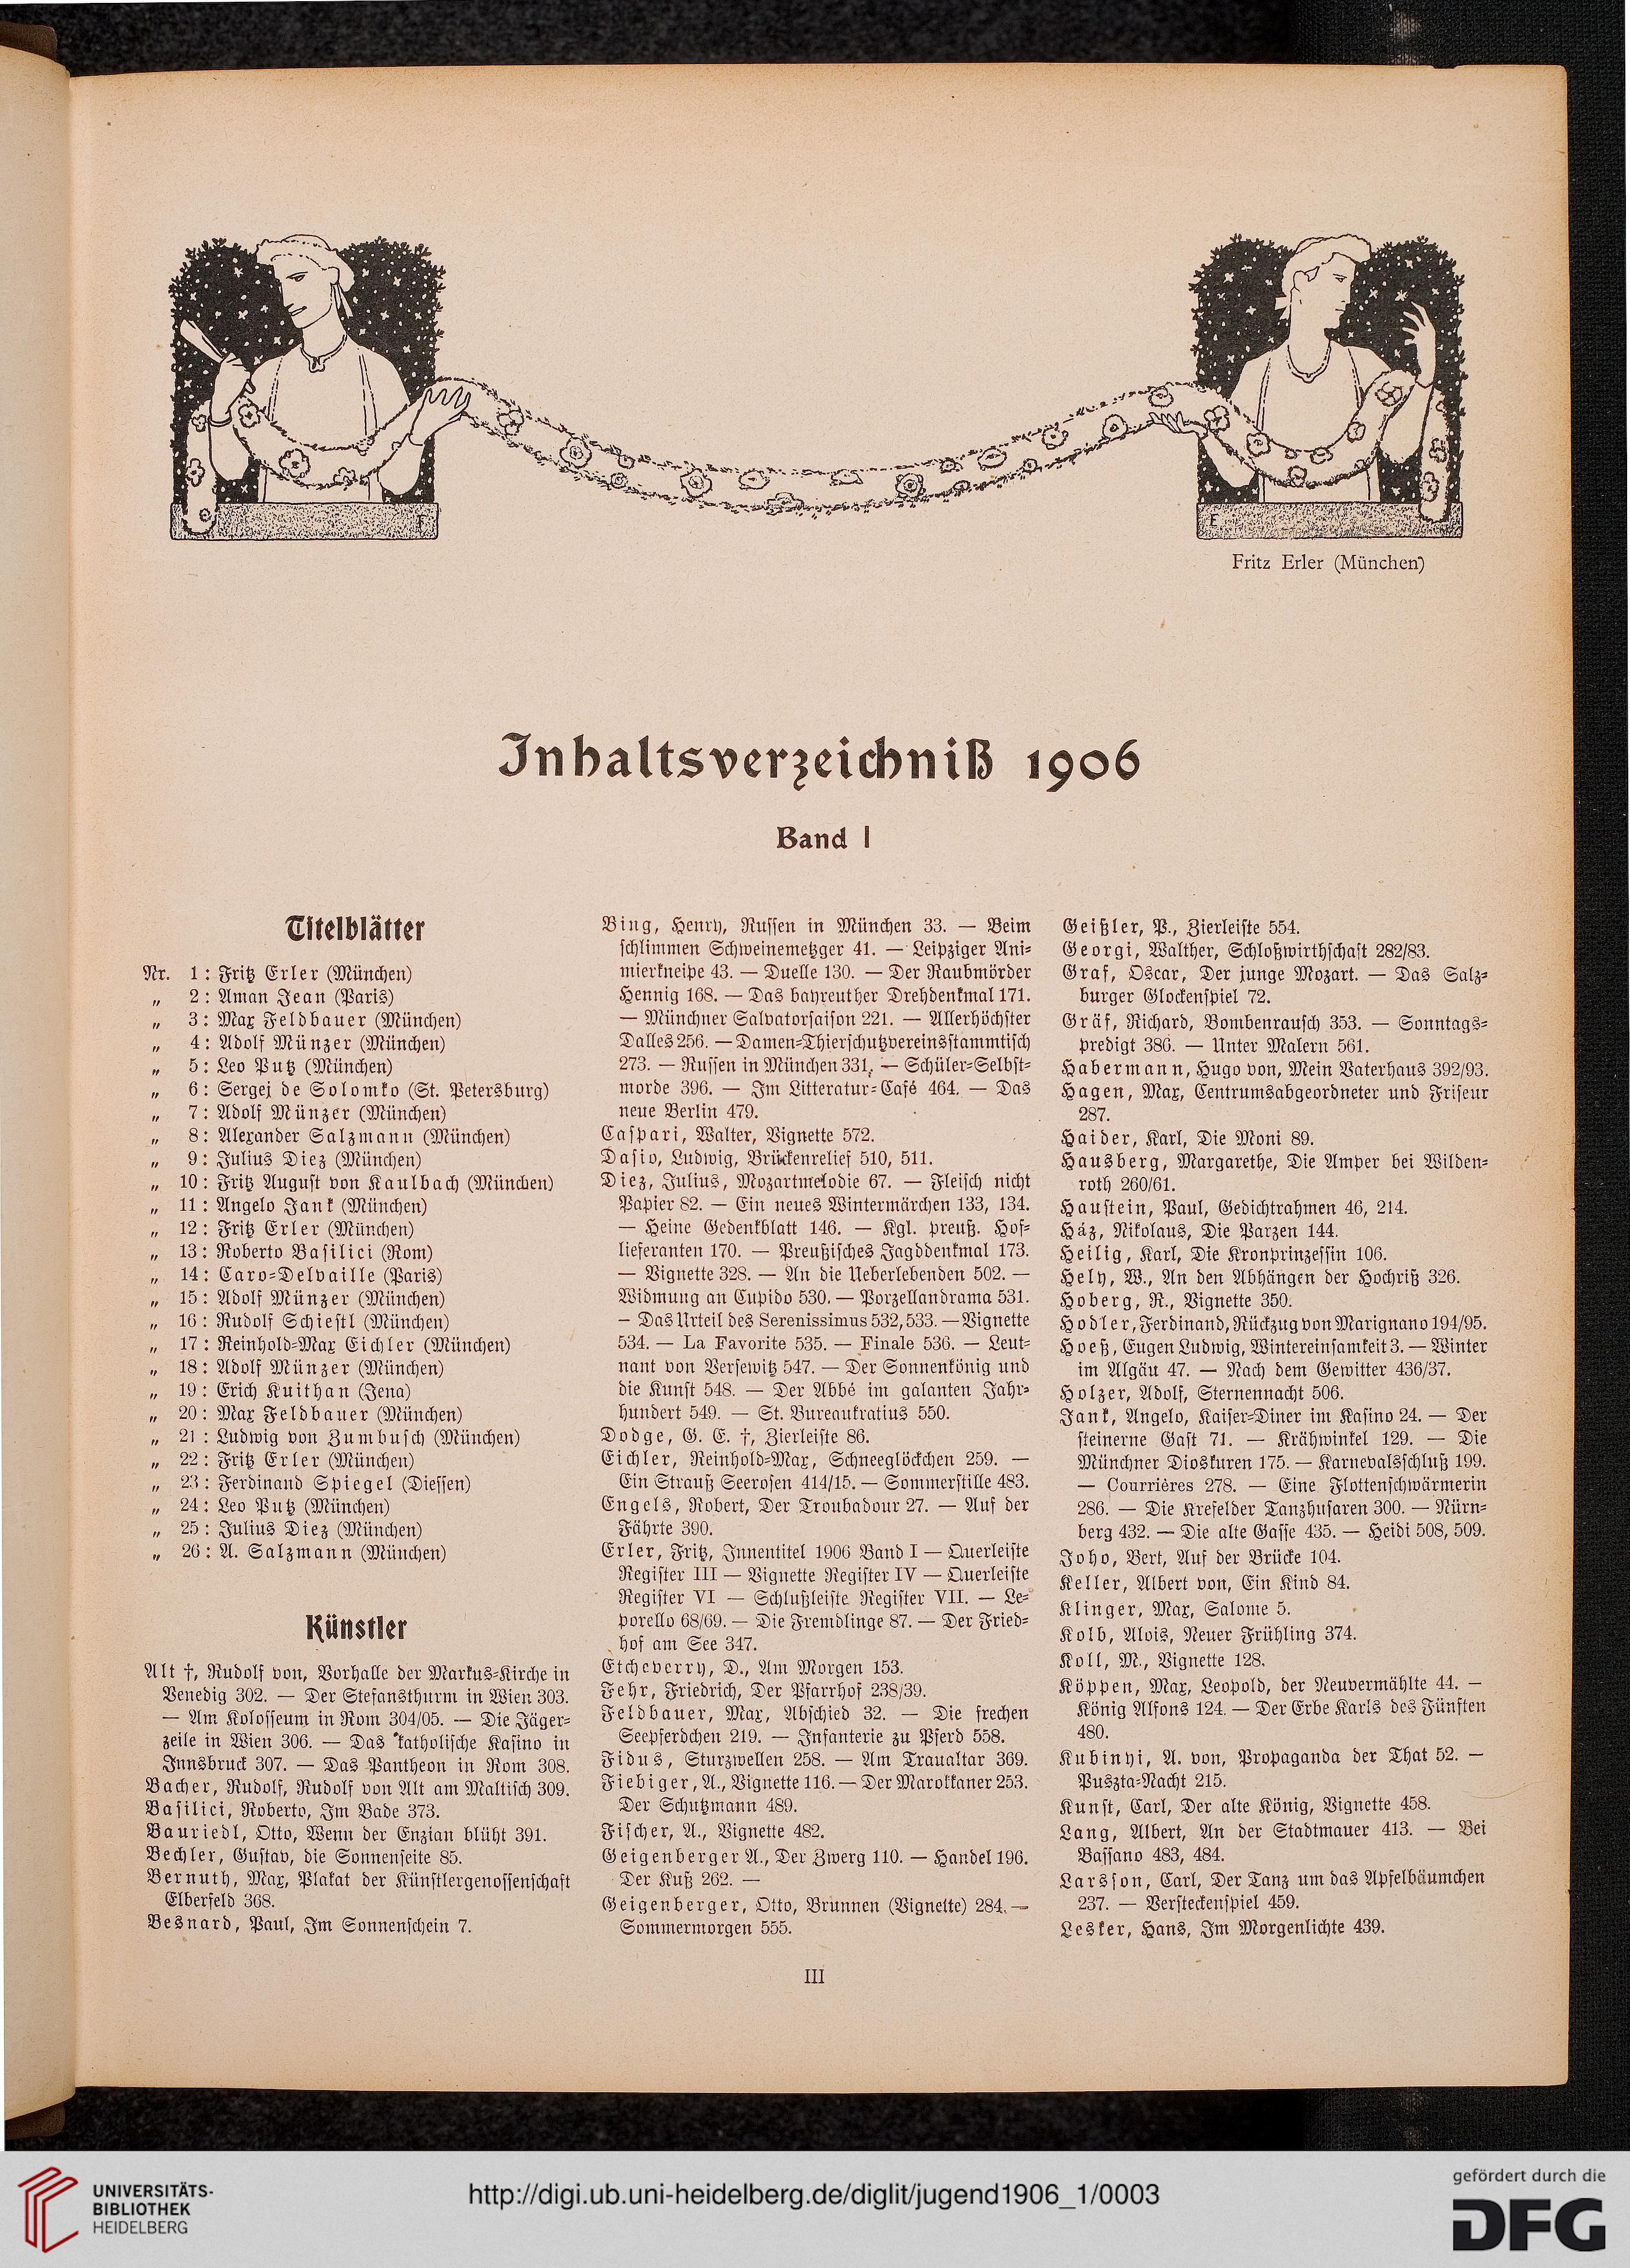 Fritz Erler (München)
Inhaltsverzeichniß 1906
Band I
Titelblätter
Nr. 1: Fritz Erler (München)
„ 2: Aman Jean (Paris)
„ 3: Max Feldbauer (München)
„ 4: Adolf Münzer (München)
„ 5: Leo Putz (München)
„ 6: Sergej de Solomko (St. Petersburg)
„ 7: Adolf Münzer (München)
„ 8: Alexander Salzmann (München)
„ 9: Julius Diez (München)
„ 10: Fritz August von Kaulbach (München)
„ 11: Angelo Jank (München)
„ 12: Fritz Erler (München)
„ 13: Roberto Basilici (Rom)
„ 14: Caro-Delvaille (Paris)
„ 15: Adolf Münzer (München)
„ 16: Rudolf Schiestl (München)
„ 17: Reinhold-Max Eichler (München)
„ 18: Adolf Münzer (München)
„ 19: Erich Kuithan (Jena)
„ 20: Max Feldbauer (München)
„ 21: Ludwig von Zumbusch (München)
„ 22: Fritz Erler (München)
„ 23: Ferdinand Spiegel (Diessen)
„ 24: Leo Putz (München)
„ 25: Julius Diez (München)
„ 26: A. Salzmann (München)
Künstler
Alt †, Rudolf von, Vorhalle der Markus-Kirche in
Venedig 302. — Der Stefansthurm in Wien 303.
— Am Kolosseum in Rom 304/05. — Die Jäger-
zeile in Wien 306. — Das katholische Kasino in
Innsbruck 307. — Das Pantheon in Rom 308.
Bacher, Rudolf, Rudolf von Alt am Maltisch 309.
Basilici, Roberto, Im Bade 373.
Bauriedl, Otto, Wenn der Enzian blüht 391.
Bechler, Gustav, die Sonnenseite 85.
Bernuth, Max, Plakat der Künstlergenossenschaft
Elberfeld 368.
Besnard, Paul, Im Sonnenschein 7.
Bing, Henry, Russen in München 33. — Beim
schlimmen Schweinemetzger 41. — Leipziger Ani-
mierkneipe 43. — Duelle 130. — Der Raubmörder
Hennig 168. — Das bayreuther Drehdenkmal 171.
— Münchner Salvatorsaison 221. — Allerhöchster
Dalles 256. — Damen-Thierschutzvereinsstammtisch
273. — Russen in München 331. — Schüler-Selbst-
morde 396. — Im Litteratur-Café 464. — Das
neue Berlin 479.
Caspari, Walter, Vignette 572.
Dasio, Ludwig, Brückenrelief 510, 511.
Diez, Julius, Mozartmelodie 67. — Fleisch nicht
Papier 82. — Ein neues Wintermärchen 133, 134.
— Heine Gedenkblatt 146. — Kgl. preuß. Hof-
lieferanten 170. — Preußisches Jagddenkmal 173.
— Vignette 328. — An die Ueberlebenden 502. —
Widmung an Cupido 530. — Porzellandrama 531.
– Das Urteil des Serenissimus 532, 533. — Vignette
534. — La Favorite 535. — Finale 536. — Leut-
nant von Versewitz 547. — Der Sonnenkönig und
die Kunst 548. — Der Abbé im galanten Jahr-
hundert 549. — St. Bureaukratius 550.
Dodge, G. E. †, Zierleiste 86.
Eichler, Reinhold-Max, Schneeglöckchen 259. —
Ein Strauß Seerosen 414/15. — Sommerstille 483.
Engels, Robert, Der Troubadour 27. — Auf der
Fährte 390.
Erler, Fritz, Innentitel 1906 Band I — Querleiste
Register III — Vignette Register IV — Querleiste
Register VI — Schlußleiste Register VII. — Le-
porello 68/69. — Die Fremdlinge 87. — Der Fried-
hof am See 347.
Etcheverry, D., Am Morgen 153.
Fehr, Friedrich, Der Pfarrhof 238/39.
Feldbauer, Max, Abschied 32. — Die frechen
Seepferdchen 219. — Infanterie zu Pferd 558.
Fidus, Sturzwellen 258. — Am Traualtar 369.
Fiebiger, A., Vignette 116. — Der Marokkaner 253.
Der Schutzmann 489.
Fischer, A., Vignette 482.
Geigenberger A., Der Zwerg 110. — Handel 196.
Der Kuß 262. —
Geigenberger, Otto, Brunnen (Vignette) 284. —
Sommermorgen 555.
Geißler, P., Zierleiste 554.
Georgi, Walther, Schloßwirthschaft 282/83.
Graf, Oscar, Der junge Mozart. — Das Salz-
burger Glockenspiel 72.
Gräf, Richard, Bombenrausch 353. — Sonntags-
predigt 386. — Unter Malern 561.
Habermann, Hugo von, Mein Vaterhaus 392/93.
Hagen, Max, Centrumsabgeordneter und Friseur
287.
Haider, Karl, Die Moni 89.
Hausberg, Margarethe, Die Amper bei Wilden-
roth 260/61.
Haustein, Paul, Gedichtrahmen 46, 214.
Ház, Nikolaus, Die Parzen 144.
Heilig, Karl, Die Kronprinzessin 106.
Hely, W., An den Abhängen der Hochriß 326.
Hoberg, R., Vignette 350.
Hodler, Ferdinand, Rückzug von Marignano 194/95.
Hoeß, Eugen Ludwig, Wintereinsamkeit 3. — Winter
im Algäu 47. — Nach dem Gewitter 436/37.
Holzer, Adolf, Sternennacht 506.
Jank, Angelo, Kaiser-Diner im Kasino 24. — Der
steinerne Gast 71. — Krähwinkel 129. — Die
Münchner Dioskuren 175. — Karnevalsschluß 199.
— Courrières 278. — Eine Flottenschwärmerin
286. — Die Krefelder Tanzhusaren 300. — Nürn-
berg 432. — Die alte Gasse 435. — Heidi 508, 509.
Joho, Bert, Auf der Brücke 104.
Keller, Albert von, Ein Kind 84.
Klinger, Max, Salome 5.
Kolb, Alois, Neuer Frühling 374.
Koll, M., Vignette 128.
Köppen, Max, Leopold, der Neuvermählte 44. —
König Alfons 124. — Der Erbe Karls des Fünften
480.
Kubinyi, A. von, Propaganda der That 52. —
Puszta-Nacht 215.
Kunst, Carl, Der alte König, Vignette 458.
Lang, Albert, An der Stadtmauer 413. — Bei
Bassano 483, 484.
Larsson, Carl, Der Tanz um das Apfelbäumchen
237. — Versteckenspiel 459.
Lesker, Hans, Im Morgenlichte 439.
III
UNIVERSITÄTS-
BIBLIOTHEK
HEIDELBERG
http://digi.ub.uni-heidelberg.de/diglit/jugend1906_1/0003
gefördert durch die
DFG